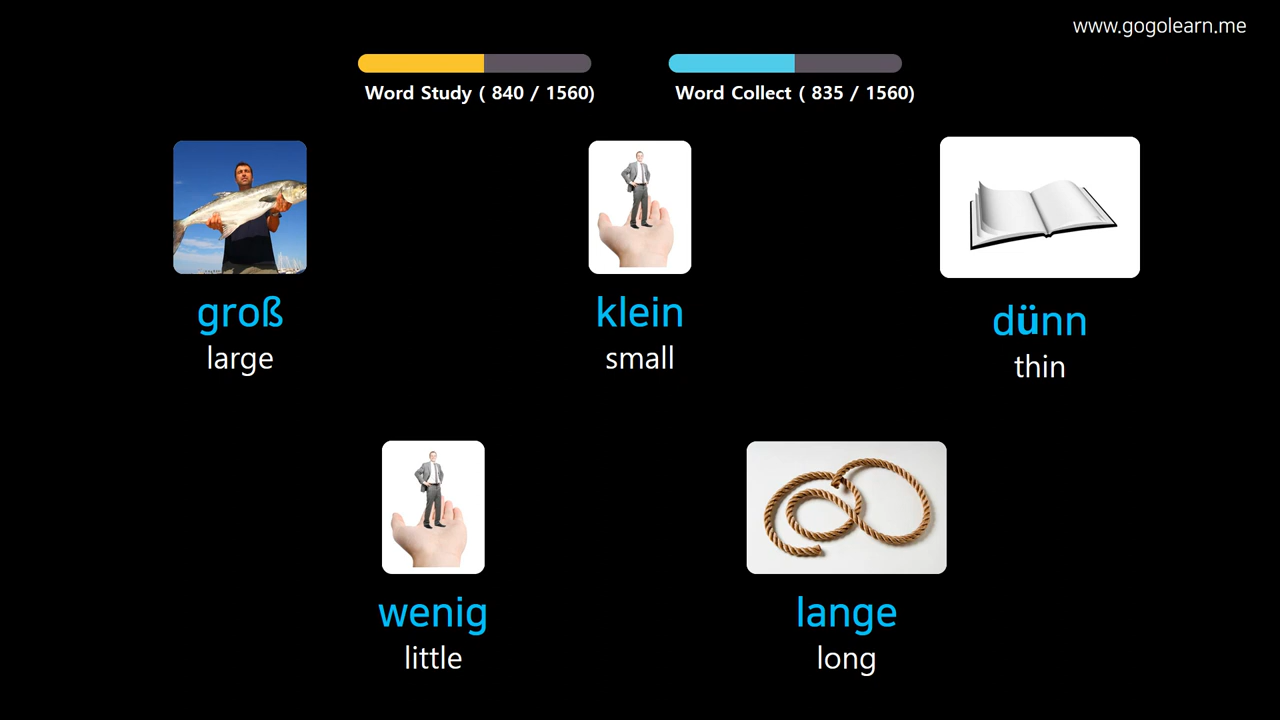 www.gogolearn.me
Word Study ( 840 / 1560)
Word Collect ( 835 / 1560)
groß
large
klein
small
dünn
thin
wenig
little
lange
long